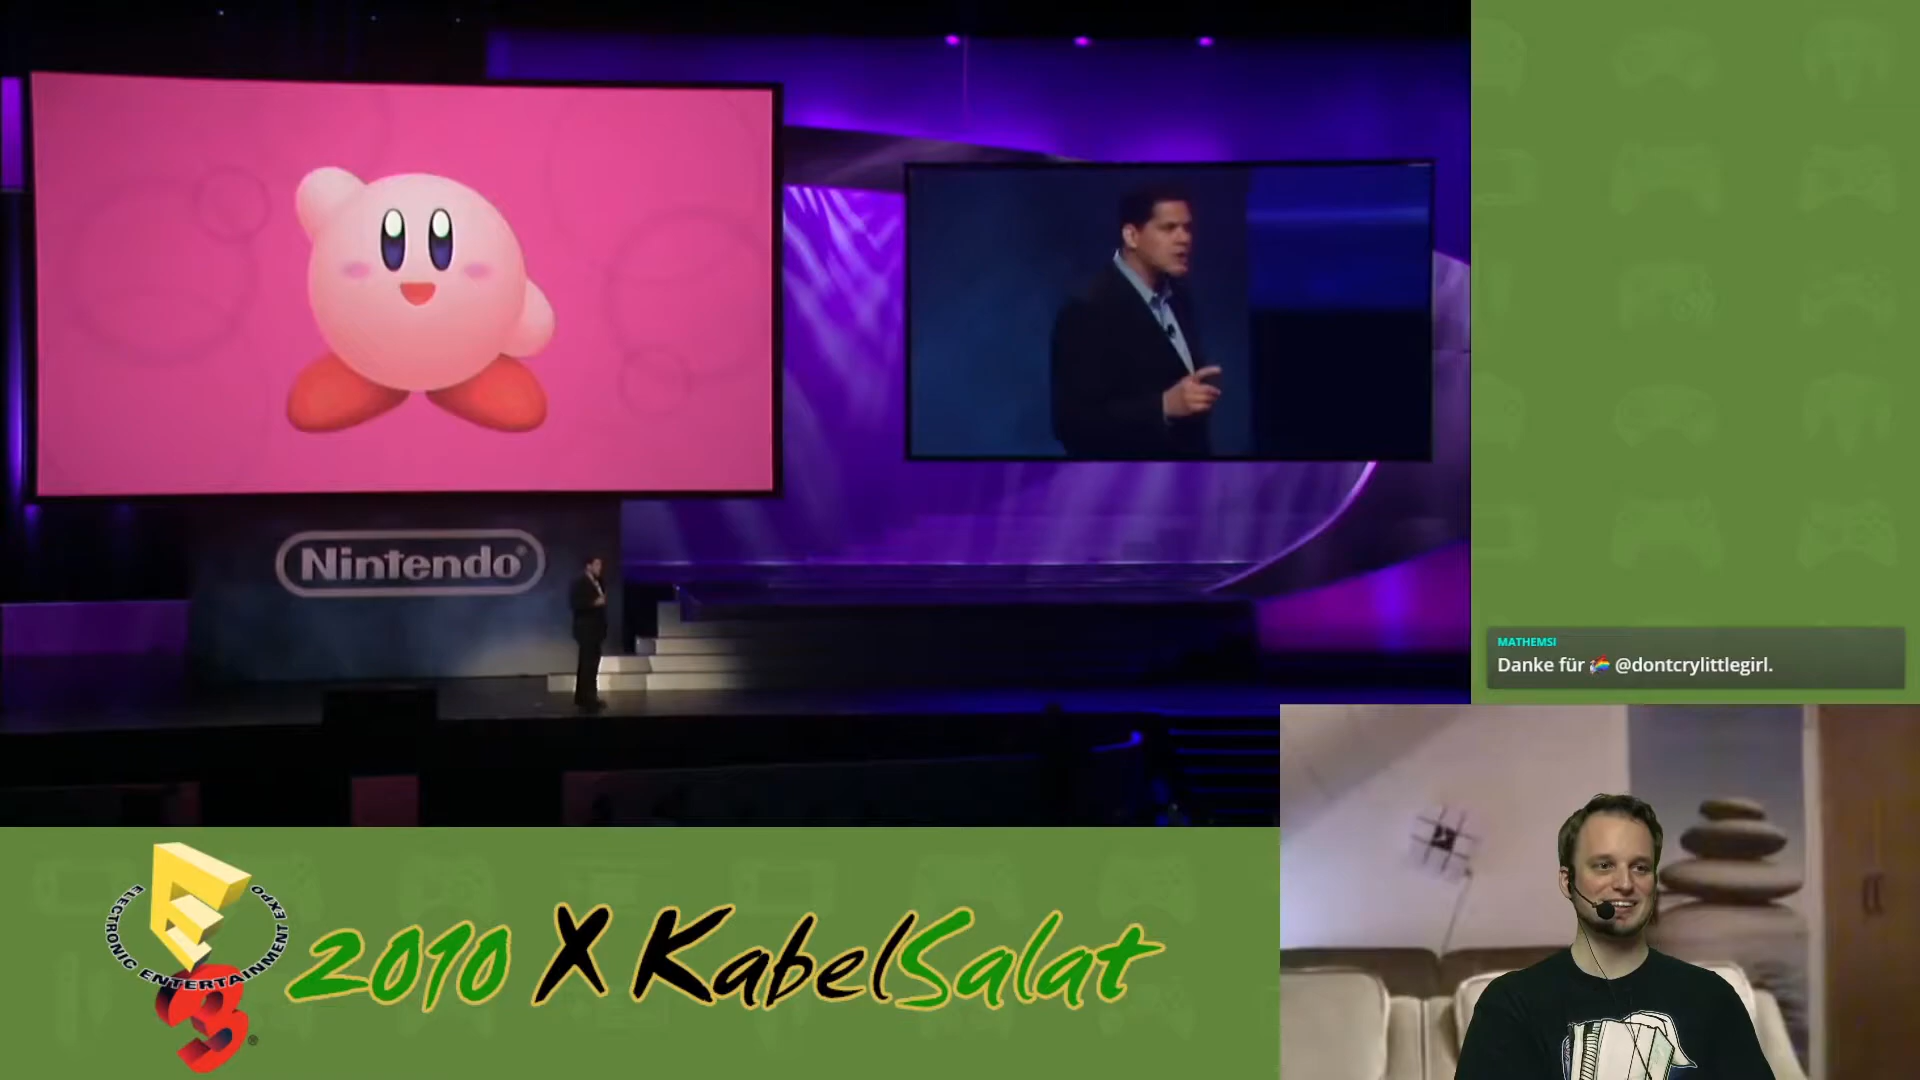 Nintendo®
MATHEMSI
Danke für @dontcrylittlegirl.
ELECTRONIC ENTERTAINMENT EXPO
E3®
2010 X KabelSalat